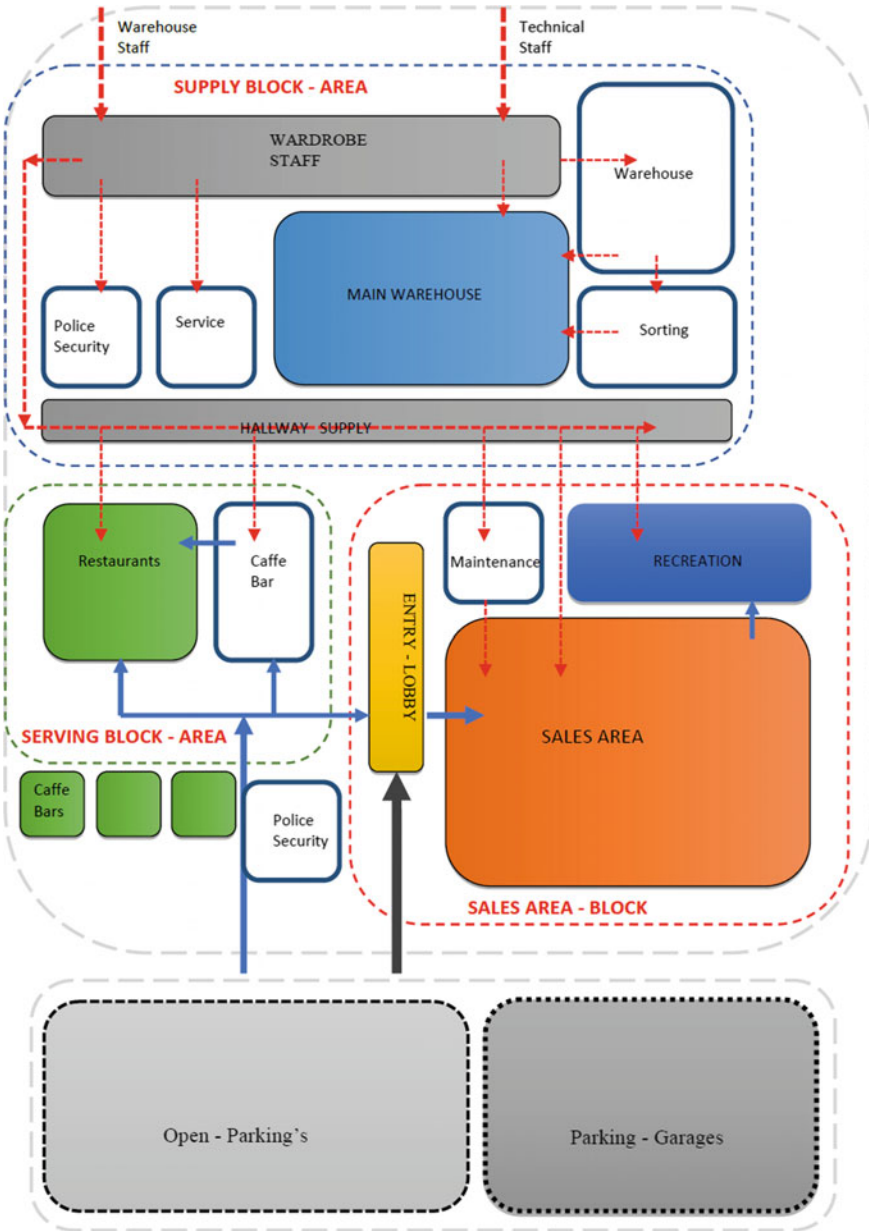 Warehouse
Staff
Technical
Staff
SUPPLY BLOCK - AREA
WARDROBE
STAFF
Warehouse
MAIN WAREHOUSE
Police
Security
Service
Sorting
HALLWAY SUPPLY
Restaurants
Caffe
Bar
Maintenance
RECREATION
ENTRY - LOBBY
SALES AREA
SERVING BLOCK - AREA
Caffe
Bars
Police
Security
SALES AREA - BLOCK
Open - Parking's
Parking - Garages